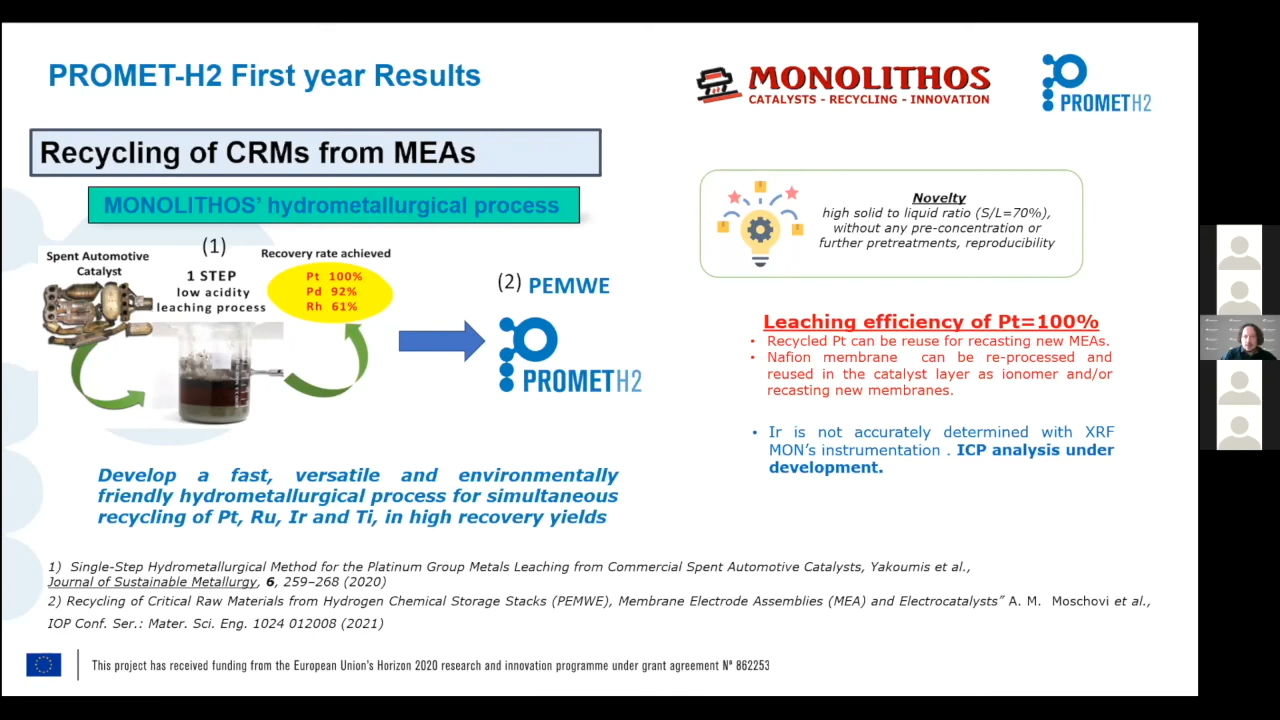 PROMET-H2 First year Results
MONOLITHOS
CATALYSTS - RECYCLING - INNOVATION
PROMETH2
Recycling of CRMs from MEAs
MONOLITHOS' hydrometallurgical process
Spent Automotive
Catalyst
(1)
1 STEP
low acidity
leaching process
Recovery rate achieved
Pt 100%
Pd 92%
Rh 61%
(2) PEMWE
PROMETH2
Novelty
high solid to liquid ratio (S/L=70%),
without any pre-concentration or
further pretreatments, reproducibility
Leaching efficiency of Pt=100%
• Recycled Pt can be reuse for recasting new MEAs.
• Nafion membrane can be re-processed and
reused in the catalyst layer as ionomer and/or
recasting new membranes.
• Ir is not accurately determined with XRF
MON's instrumentation . ICP analysis under
development.
Develop a fast, versatile and environmentally
friendly hydrometallurgical process for simultaneous
recycling of Pt, Ru, Ir and Ti, in high recovery yields
1) Single-Step Hydrometallurgical Method for the Platinum Group Metals Leaching from Commercial Spent Automotive Catalysts, Yakoumis et al.,
Journal of Sustainable Metallurgy, 6, 259–268 (2020)
2) Recycling of Critical Raw Materials from Hydrogen Chemical Storage Stacks (PEMWE), Membrane Electrode Assemblies (MEA) and Electrocatalysts" A. M. Moschovi et al.,
IOP Conf. Ser.: Mater. Sci. Eng. 1024 012008 (2021)
This project has received funding from the European Union's Horizon 2020 research and innovation programme under grant agreement Nº 862253